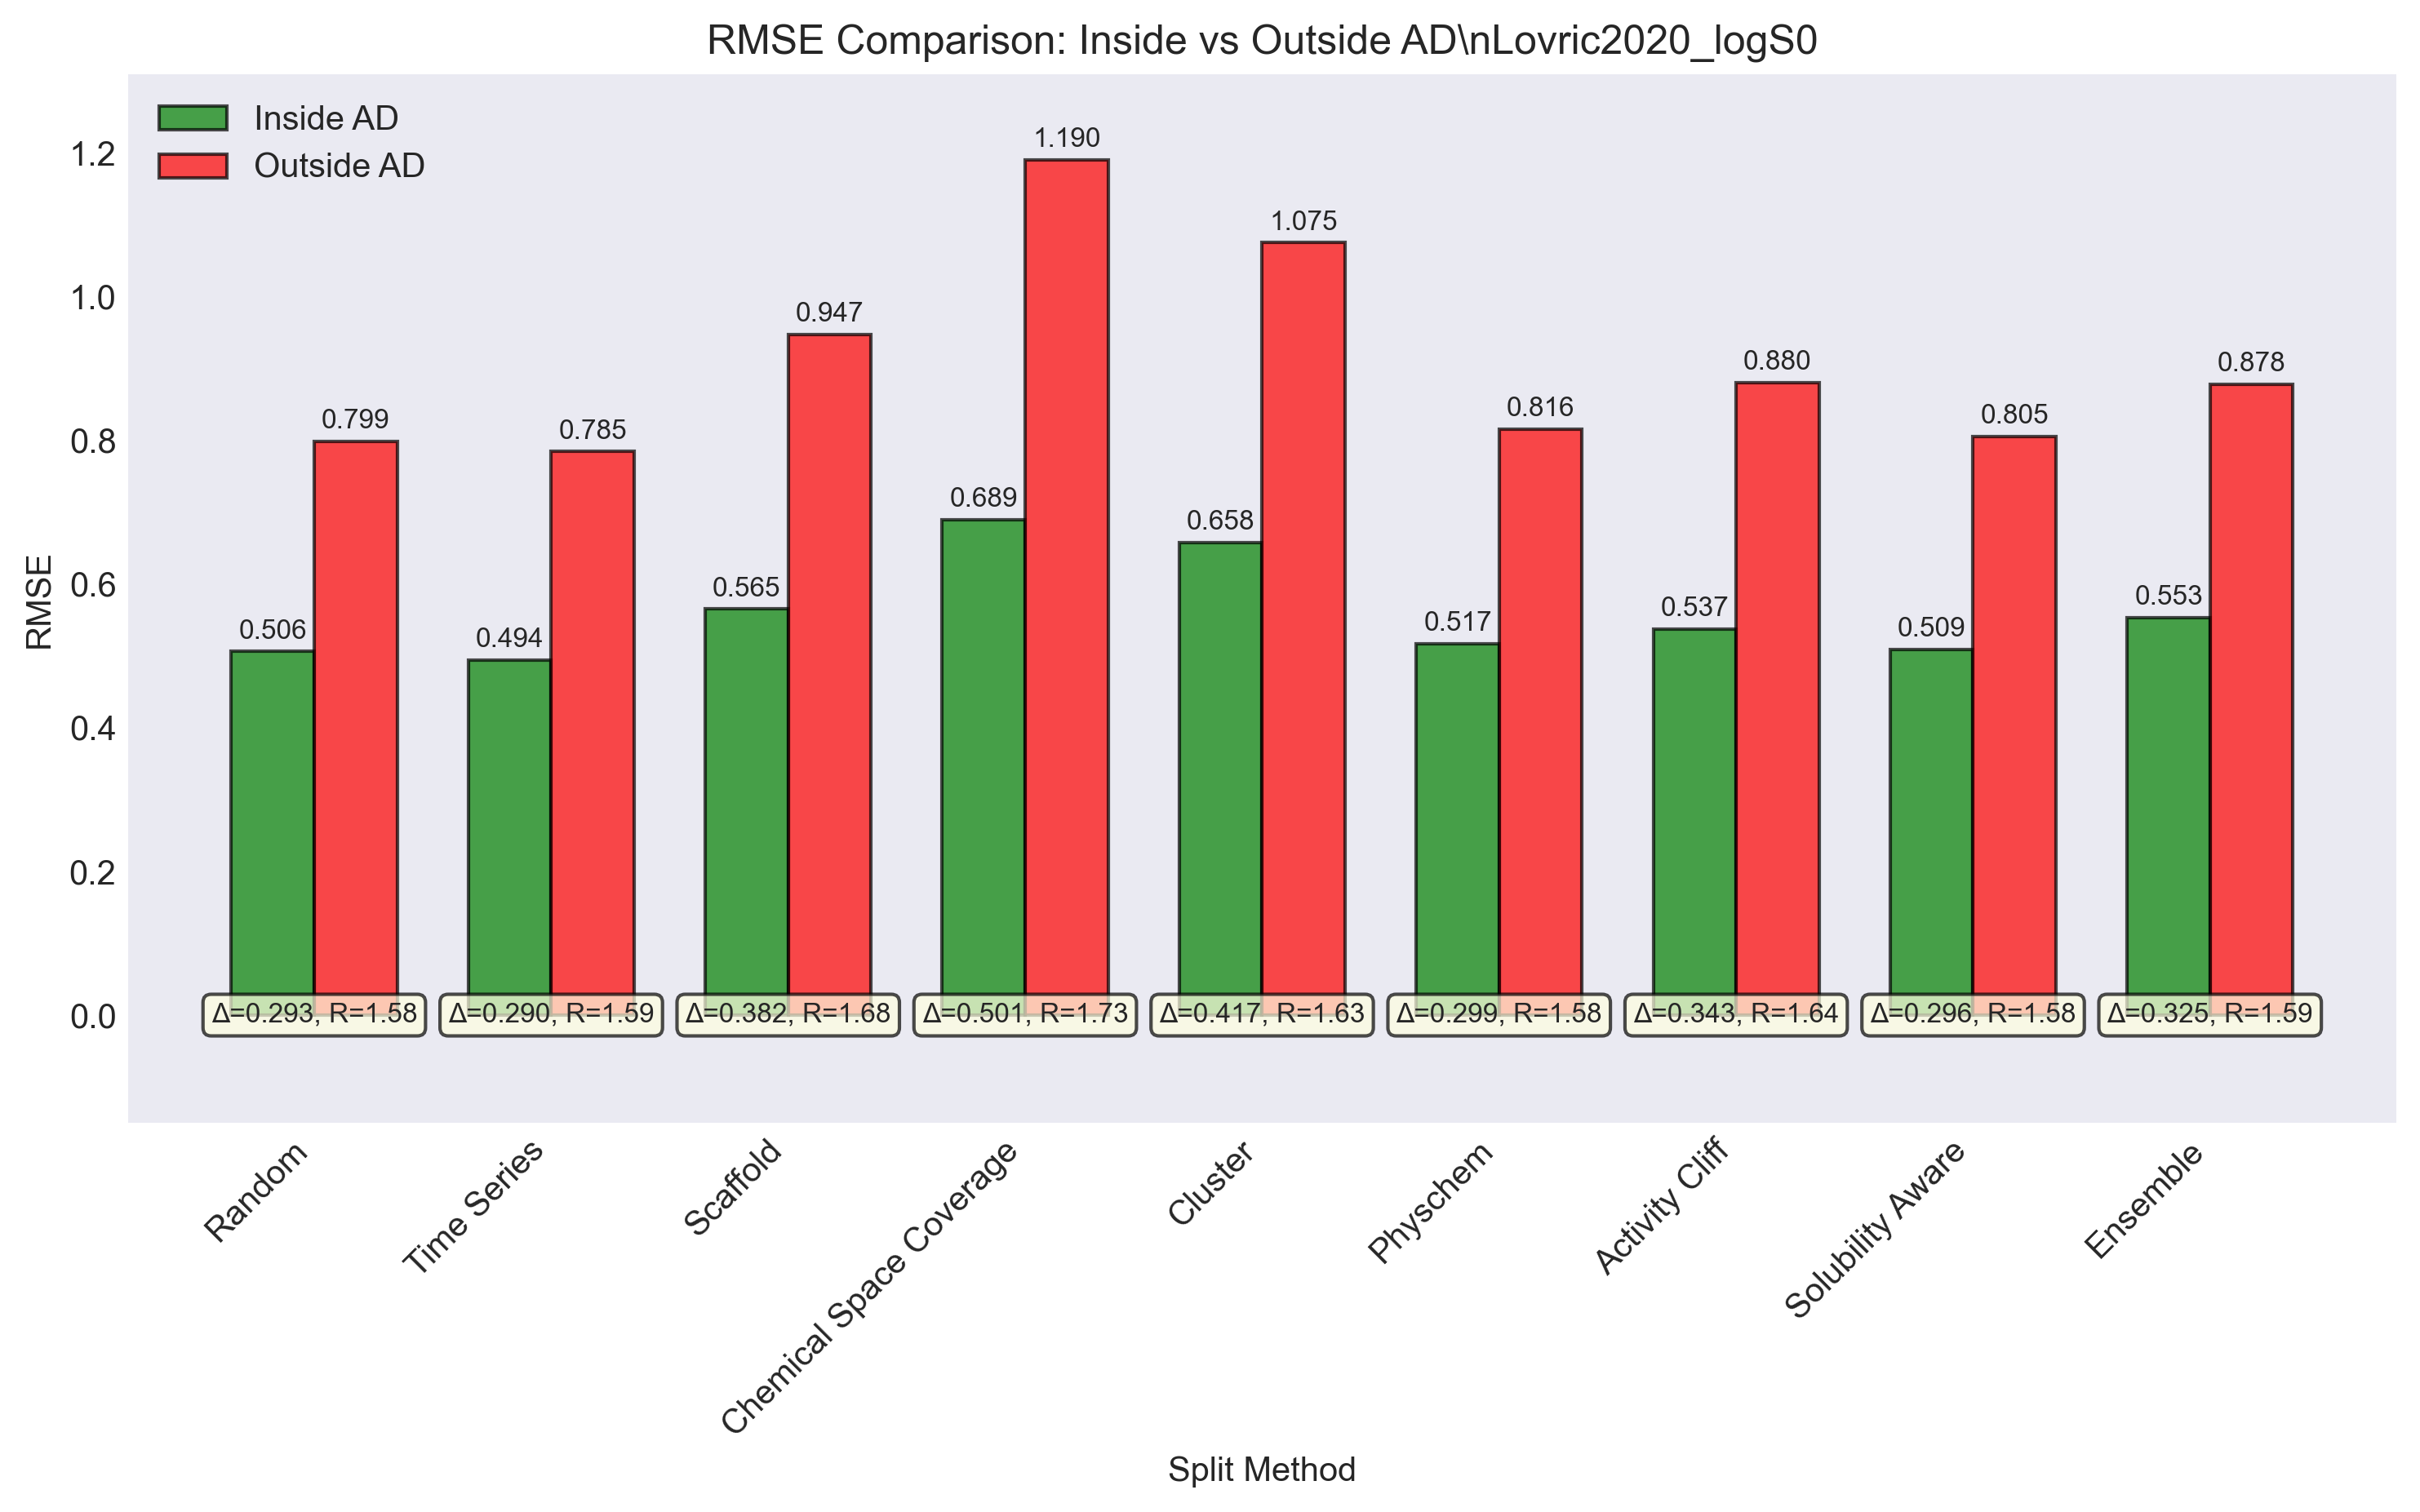 RMSE Comparison: Inside vs Outside AD\nLovric2020_logS0
Inside AD
Outside AD
RMSE
1.2
1.0
0.8
0.6
0.4
0.2
0.0
0.506
0.799
0.494
0.785
0.565
0.947
0.689
1.190
0.658
1.075
0.517
0.816
0.537
0.880
0.509
0.805
0.553
0.878
Δ=0.293, R=1.58
Δ=0.290, R=1.59
Δ=0.382, R=1.68
Δ=0.501, R=1.73
Δ=0.417, R=1.63
Δ=0.299, R=1.58
Δ=0.343, R=1.64
Δ=0.296, R=1.58
Δ=0.325, R=1.59
Random
Time Series
Scaffold
Chemical Space Coverage
Cluster
Physchem
Activity Cliff
Solubility Aware
Ensemble
Split Method